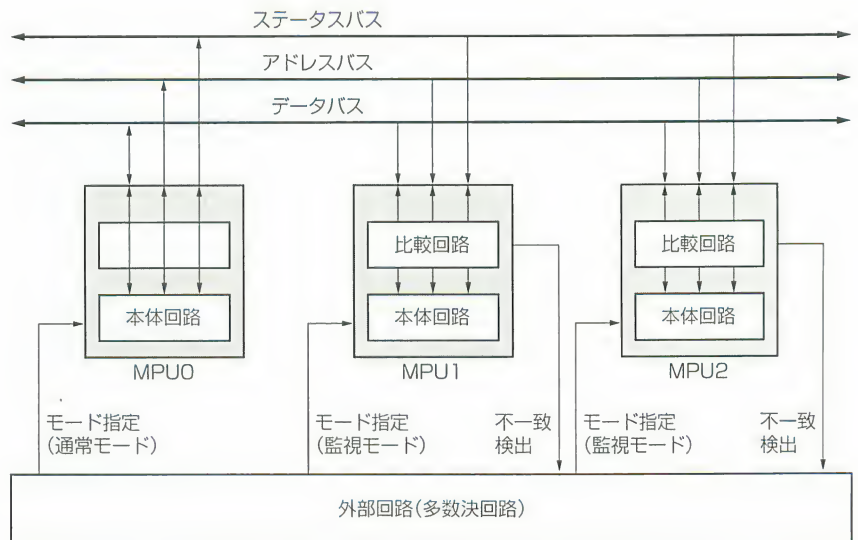 ステータスバス
アドレスバス
データバス
比較回路
比較回路
本体回路
本体回路
本体回路
MPU0
MPU1
MPU2
モード指定
(通常モード)
モード指定
(監視モード)
不一致
検出
モード指定
(監視モード)
不一致
検出
外部回路(多数決回路)